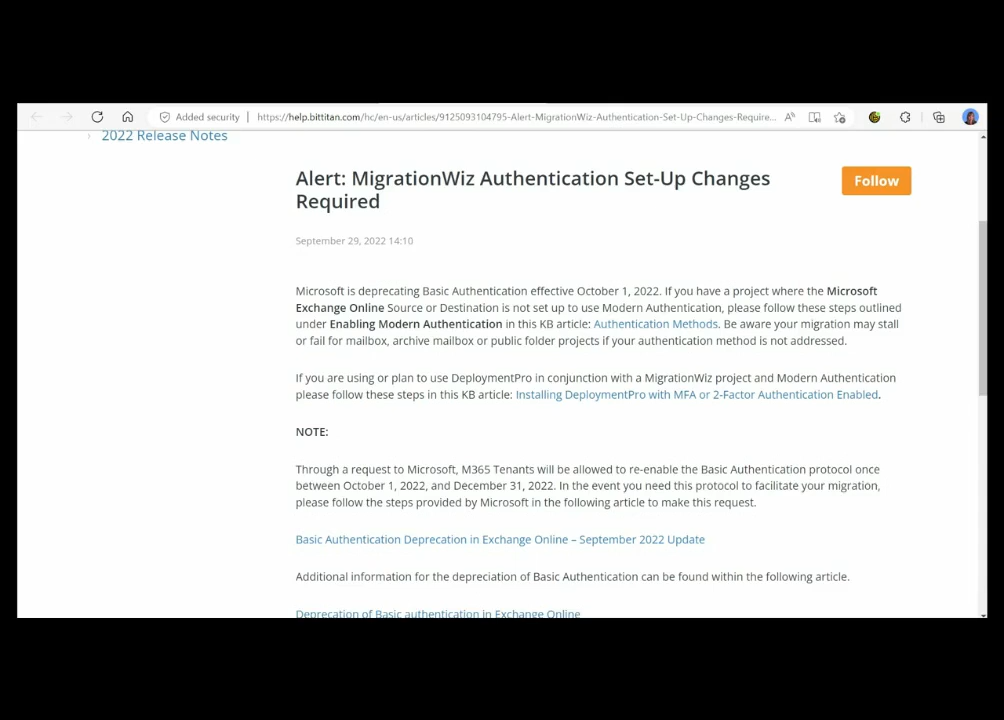 Added security
https://help.bittitan.com/hc/en-us/articles/9125093104795-Alert-MigrationWiz-Authentication-Set-Up-Changes-Require...
2022 Release Notes
Alert: MigrationWiz Authentication Set-Up Changes
Required
Follow
September 29, 2022 14:10
Microsoft is deprecating Basic Authentication effective October 1, 2022. If you have a project where the Microsoft
Exchange Online Source or Destination is not set up to use Modern Authentication, please follow these steps outlined
under Enabling Modern Authentication in this KB article: Authentication Methods. Be aware your migration may stall
or fail for mailbox, archive mailbox or public folder projects if your authentication method is not addressed.
If you are using or plan to use DeploymentPro in conjunction with a MigrationWiz project and Modern Authentication
please follow these steps in this KB article: Installing DeploymentPro with MFA or 2-Factor Authentication Enabled.
NOTE:
Through a request to Microsoft, M365 Tenants will be allowed to re-enable the Basic Authentication protocol once
between October 1, 2022, and December 31, 2022. In the event you need this protocol to facilitate your migration,
please follow the steps provided by Microsoft in the following article to make this request.
Basic Authentication Deprecation in Exchange Online – September 2022 Update
Additional information for the depreciation of Basic Authentication can be found within the following article.
Deprecation of Basic authentication in Exchange Online